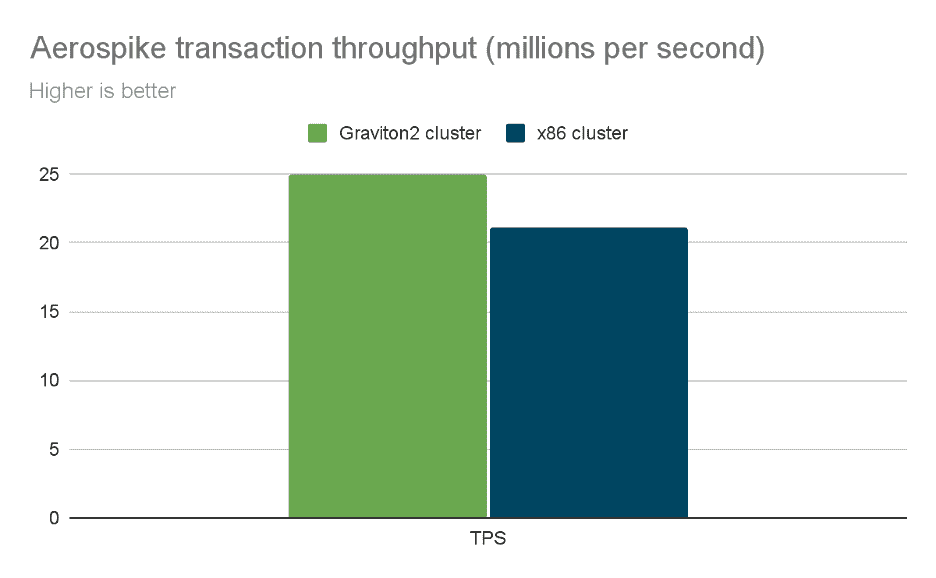 Aerospike transaction throughput (millions per second)
Higher is better
Graviton2 cluster x86 cluster
25
20
15
10
5
0
TPS